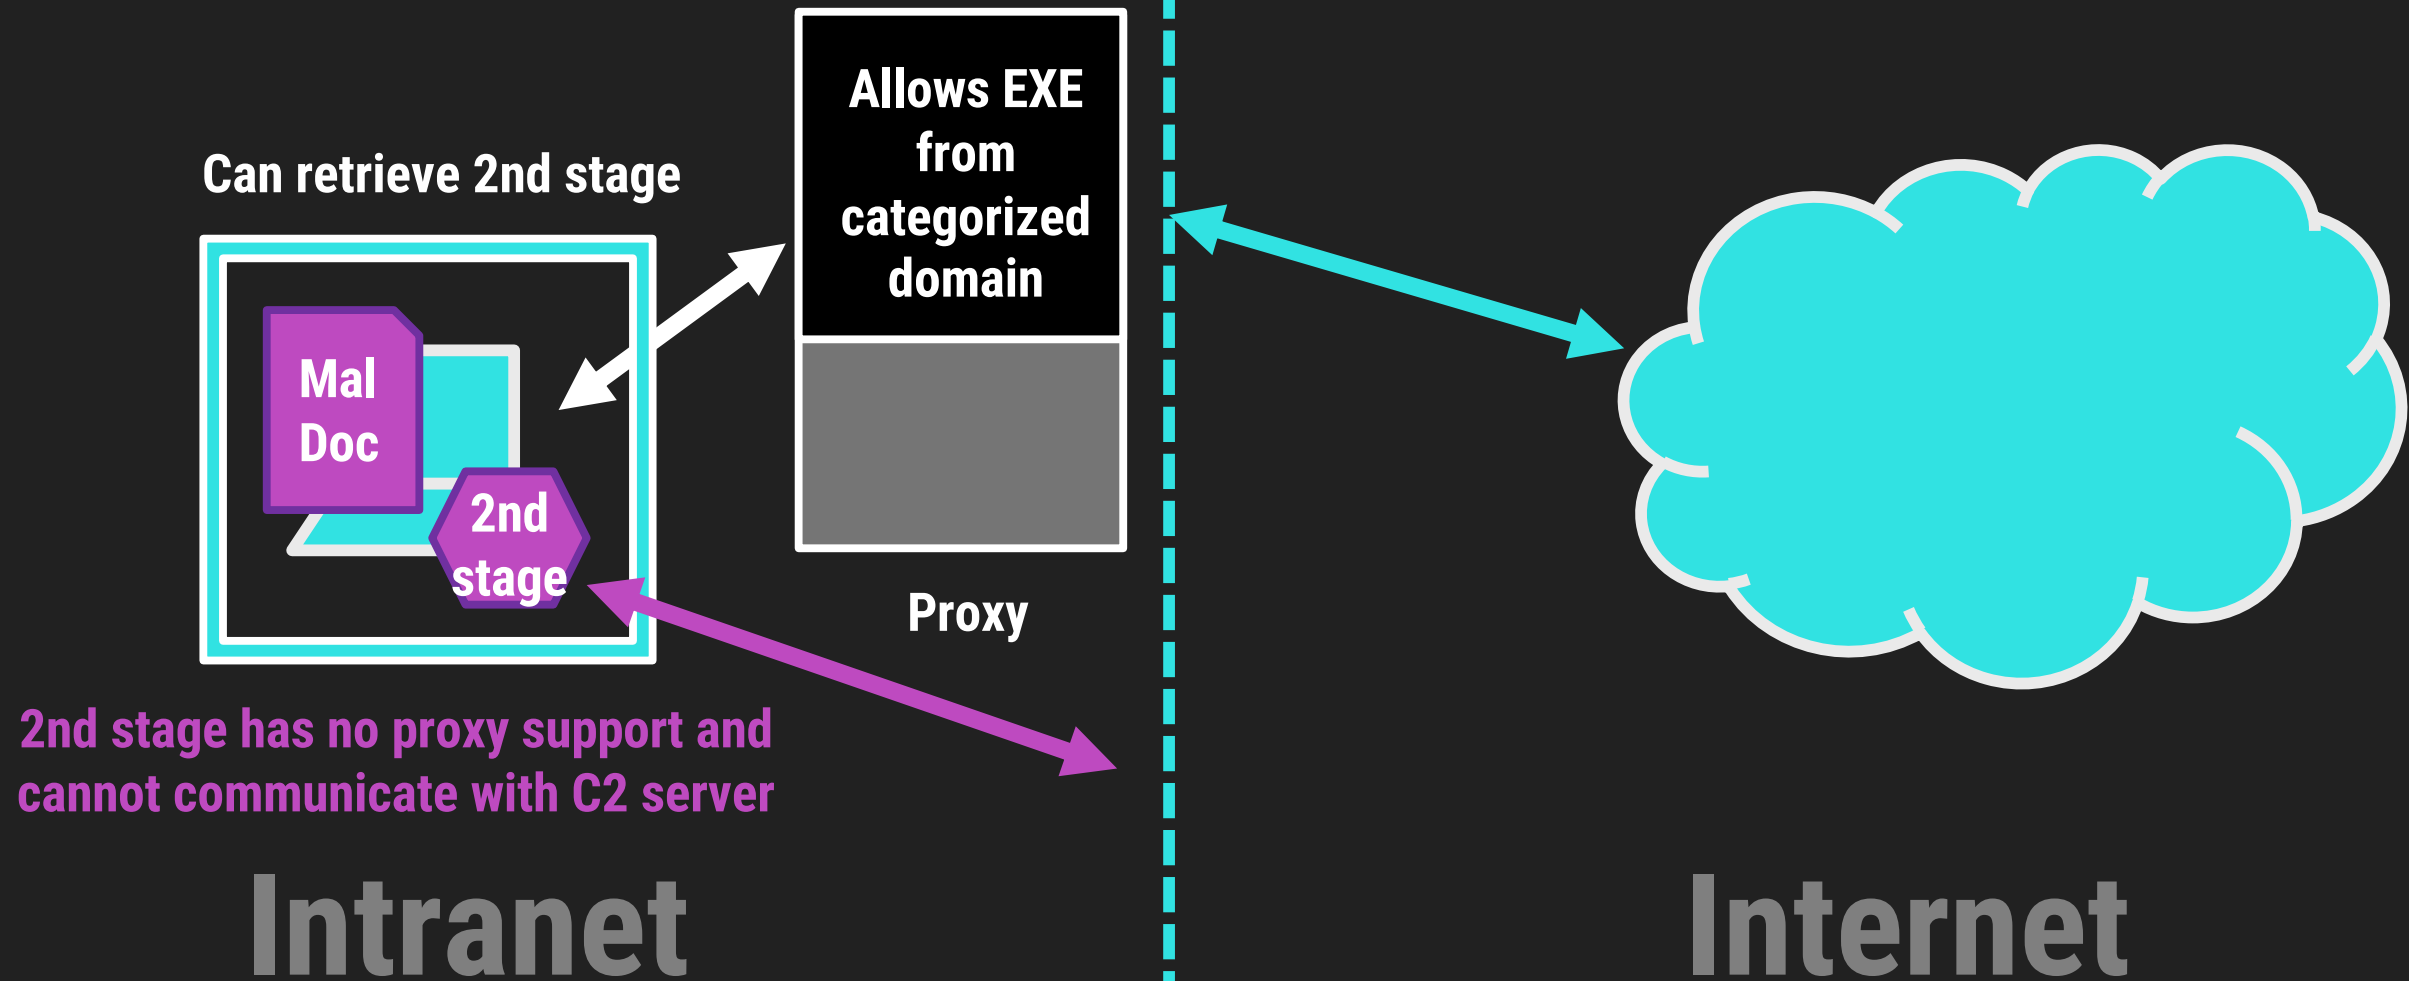 Allows EXE
from
categorized
domain
Can retrieve 2nd stage
Mal
Doc
2nd
stage
Proxy
2nd stage has no proxy support and
cannot communicate with C2 server
Intranet
Internet